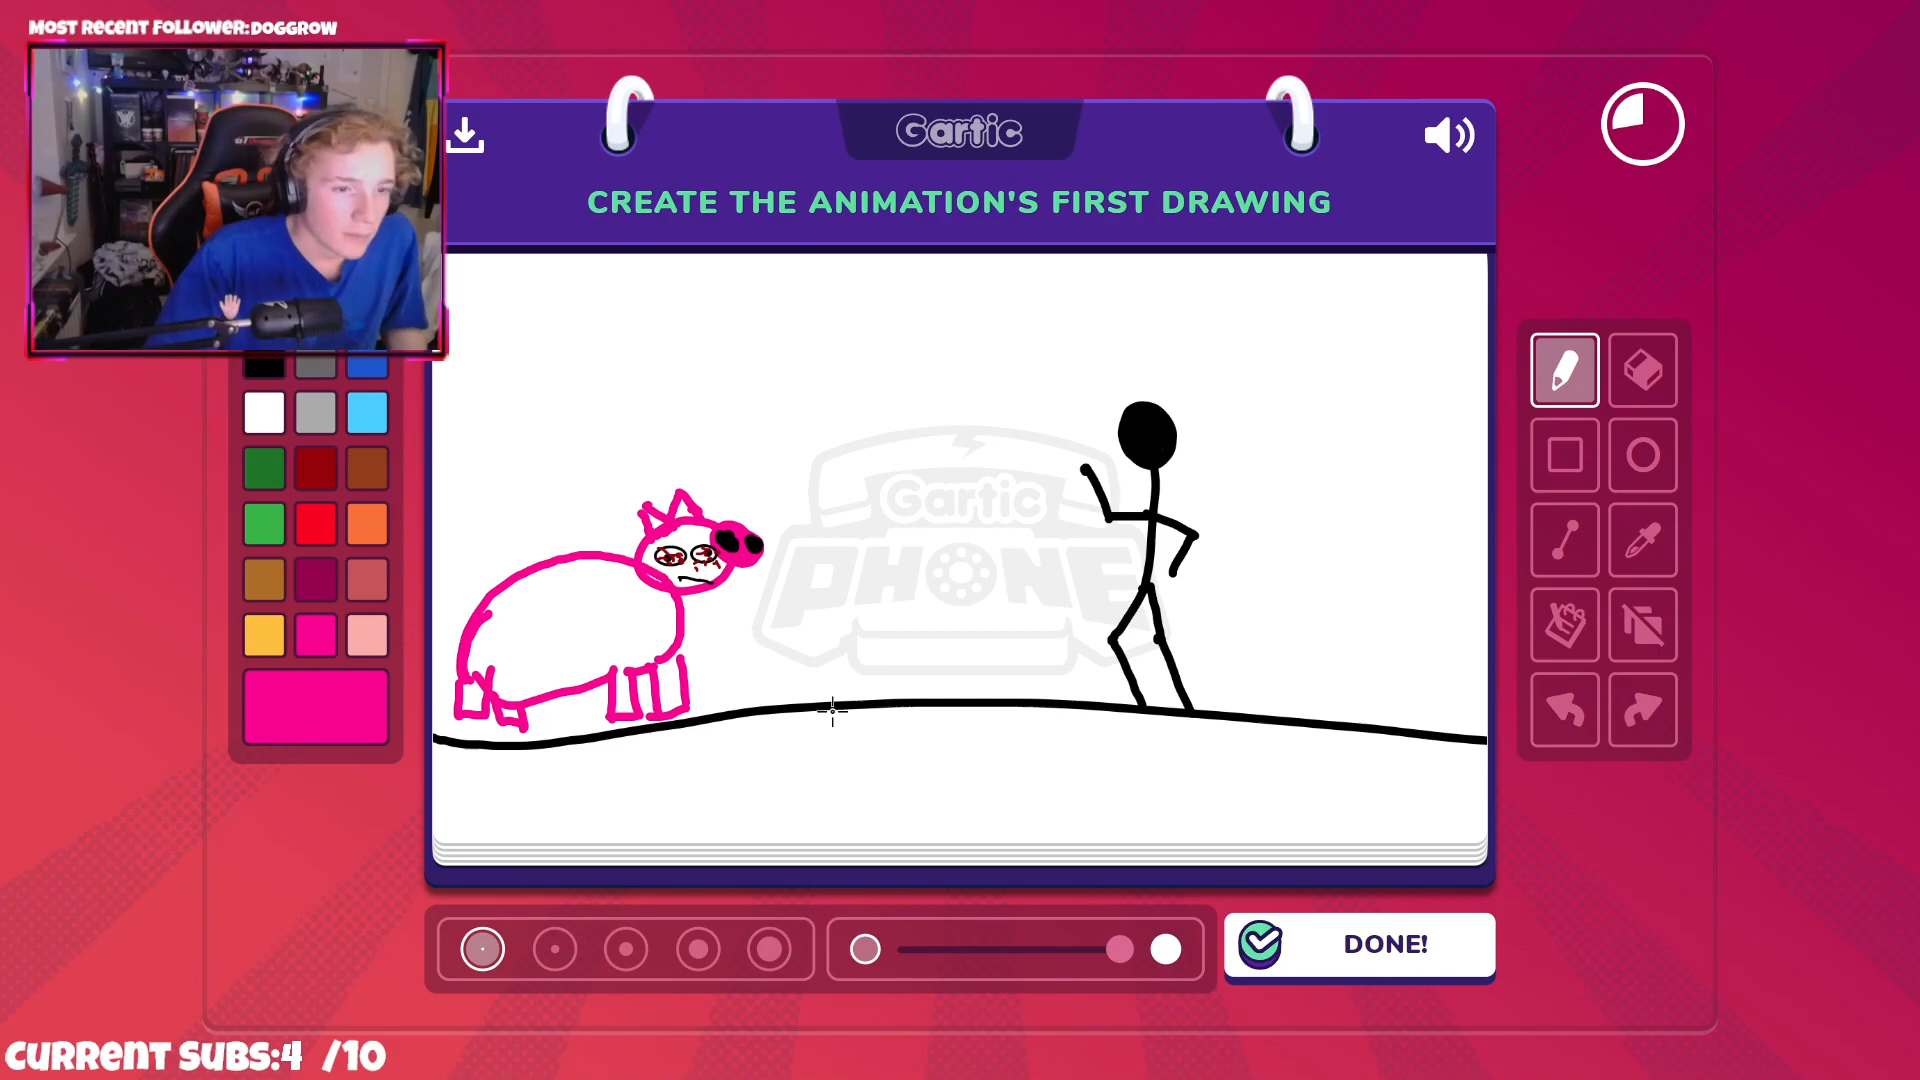 MOST RECENT FOLLOWER:DOGGROW
Gartic
CREATE THE ANIMATION'S FIRST DRAWING
Gartic
PHONE
DONE!
CURRENT SUBS:4 /10